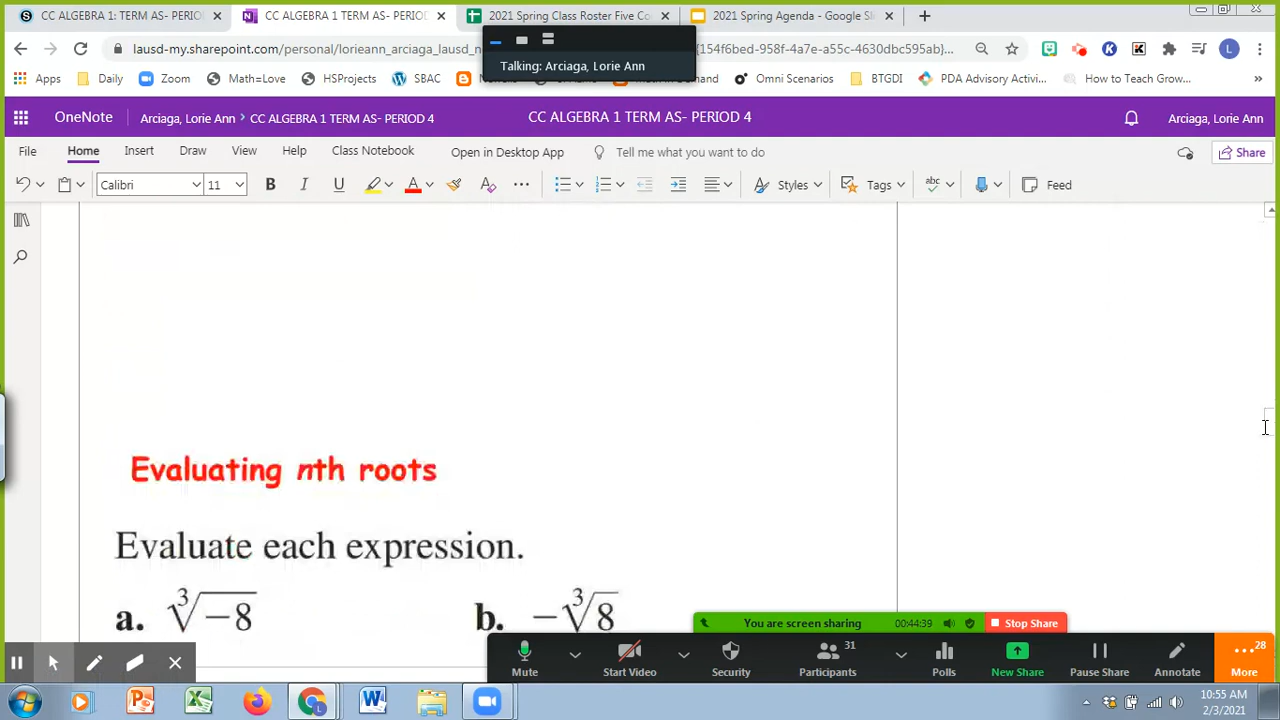 CC ALGEBRA 1: TERM AS- PERIO
CC ALGEBRA 1 TERM AS- PERIOD
2021 Spring Class Roster Five Co
2021 Spring Agenda - Google Sli
lausd-my.sharepoint.com/personal/lorieann_arciaga_lausd_n
{154f6bed-958f-4a7e-a55c-4630dbc595ab}...
Talking: Arciaga, Lorie Ann
Apps
Daily
Zoom
Math=Love
HSProjects
SBAC
in Demand
Omni Scenarios
BTGDI
PDA Advisory Activi...
How to Teach Grow...
OneNote
Arciaga, Lorie Ann > CC ALGEBRA 1 TERM AS- PERIOD 4
CC ALGEBRA 1 TERM AS- PERIOD 4
Arciaga, Lorie Ann
File Home Insert Draw View Help Class Notebook Open in Desktop App Tell me what you want to do Share
Calibri 11 B I U A Styles Tags abc Feed
Evaluating nth roots
Evaluate each expression.
a. ∛−8 b. −∛8
You are screen sharing 00:44:39 Stop Share
31 28
Mute Start Video Security Participants Polls New Share Pause Share Annotate More
10:55 AM
2/3/2021